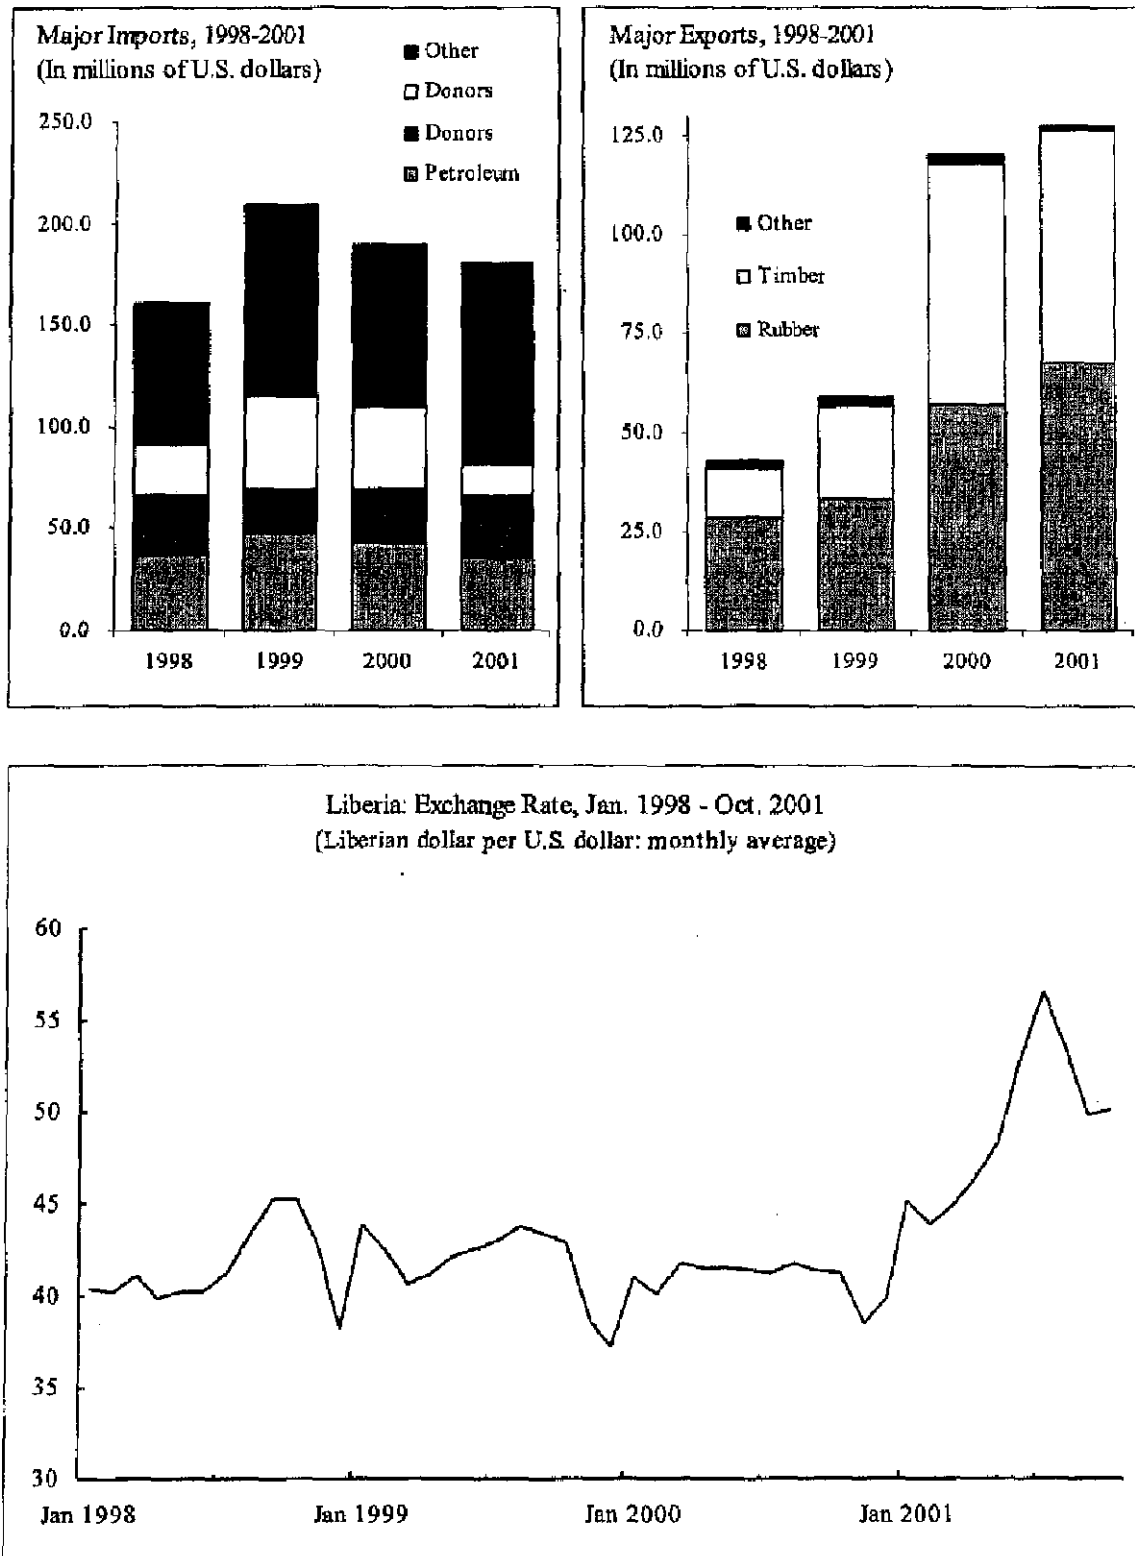 Major Imports, 1998-2001
(In millions of U.S. dollars)
Other
Donors
Donors
Petroleum
250.0
200.0
150.0
100.0
50.0
0.0
1998 1999 2000 2001
Major Exports, 1998-2001
(In millions of U.S. dollars)
Other
Timber
Rubber
125.0
100.0
75.0
50.0
25.0
0.0
1998 1999 2000 2001
Liberia: Exchange Rate, Jan. 1998 - Oct. 2001
(Liberian dollar per U.S. dollar: monthly average)
60
55
50
45
40
35
30
Jan 1998 Jan 1999 Jan 2000 Jan 2001